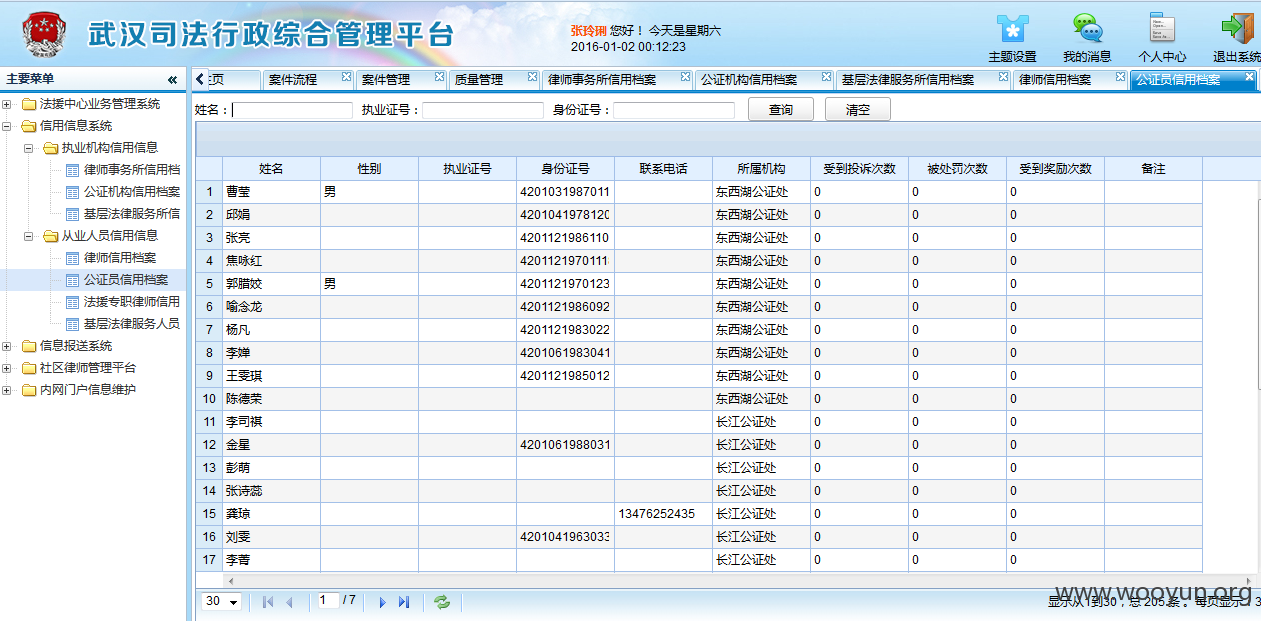 武汉司法行政综合管理平台
张玲琍 您好！ 今天是星期六
2016-01-02 00:12:23
主题设置 我的消息 个人中心 退出系统
主要菜单 «
法援中心业务管理系统
信用信息系统
执业机构信用信息
律师事务所信用档
公证机构信用档案
基层法律服务所信
从业人员信用信息
律师信用档案
公证员信用档案
法援专职律师信用
基层法律服务人员
信息报送系统
社区律师管理平台
内网门户信息维护
页 案件流程 案件管理 质量管理 律师事务所信用档案 公证机构信用档案 基层法律服务所信用档案 律师信用档案 公证员信用档案
姓名： 执业证号： 身份证号： 查询 清空
姓名 性别 执业证号 身份证号 联系电话 所属机构 受到投诉次数 被处罚次数 受到奖励次数 备注
1 曹莹 男 4201031987011 东西湖公证处 0 0 0
2 邱娟 4201041978120 东西湖公证处 0 0 0
3 张亮 4201121986110 东西湖公证处 0 0 0
4 焦咏红 4201121970111 东西湖公证处 0 0 0
5 郭腊姣 男 4201121970123 东西湖公证处 0 0 0
6 喻念龙 4201121986092 东西湖公证处 0 0 0
7 杨凡 4201121983022 东西湖公证处 0 0 0
8 李婵 4201061983041 东西湖公证处 0 0 0
9 王雯琪 4201121985012 东西湖公证处 0 0 0
10 陈德荣 东西湖公证处 0 0 0
11 李司祺 长江公证处 0 0 0
12 金星 4201061988031 长江公证处 0 0 0
13 彭萌 长江公证处 0 0 0
14 张诗蕊 长江公证处 0 0 0
15 龚琼 13476252435 长江公证处 0 0 0
16 刘雯 4201041963033 长江公证处 0 0 0
17 李菁 长江公证处 0 0 0
30 1 / 7 显示从1到30，总 205 条 。每页显示：3
www.wooyun.org